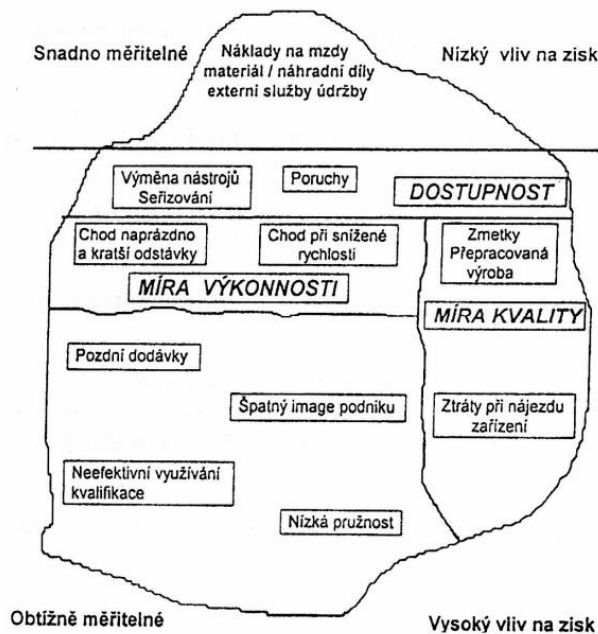 Snadno měřitelné
Náklady na mzdy
materiál / náhradní díly
externí služby údržby
Nízký vliv na zisk
Výměna nástrojů
Seřizování
Poruchy
DOSTUPNOST
Chod naprázdno
a kratší odstávky
Chod při snížené
rychlosti
Zmetky
Přepracovaná
výroba
MÍRA VÝKONNOSTI
MÍRA KVALITY
Pozdní dodávky
Špatný image podniku
Ztráty při nájezdu
zařízení
Neefektivní využívání
kvalifikace
Nízká pružnost
Obtížně měřitelné
Vysoký vliv na zisk